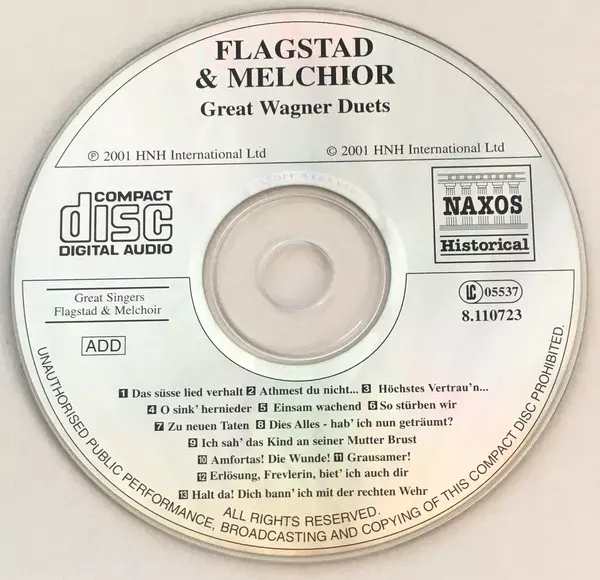 FLAGSTAD
& MELCHIOR
Great Wagner Duets
℗ 2001 HNH International Ltd
© 2001 HNH International Ltd
COMPACT
disc
DIGITAL AUDIO
NAXOS
Historical
Great Singers
Flagstad & Melchoir
LC 05537
8.110723
ADD
1 Das süsse lied verhalt 2 Athmest du nicht... 3 Höchstes Vertrau'n...
4 O sink' hernieder 5 Einsam wachend 6 So stürben wir
7 Zu neuen Taten 8 Dies Alles - hab' ich nun geträumt?
9 Ich sah' das Kind an seiner Mutter Brust
10 Amfortas! Die Wunde! 11 Grausamer!
12 Erlösung, Frevlerin, biet' ich auch dir
13 Halt da! Dich bann' ich mit der rechten Wehr
ALL RIGHTS RESERVED.
UNAUTHORISED PUBLIC PERFORMANCE, BROADCASTING AND COPYING OF THIS COMPACT DISC PROHIBITED.